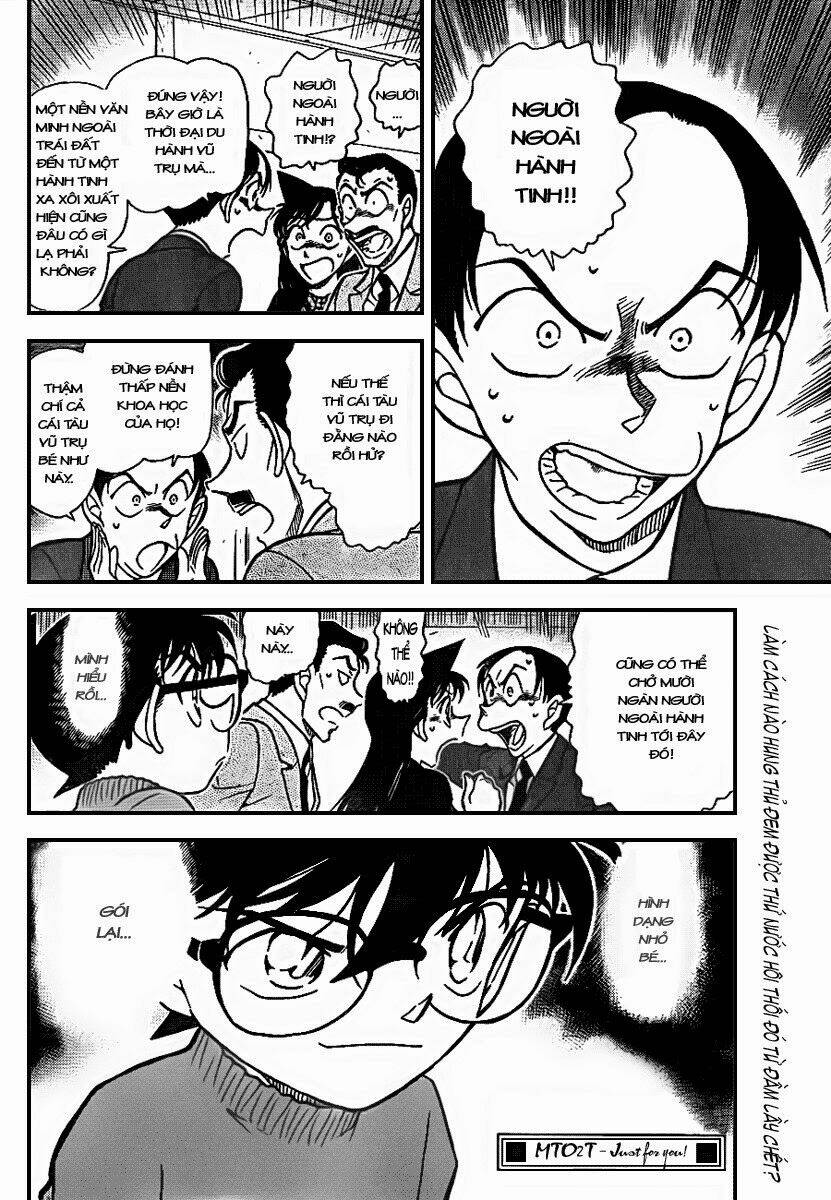 NGƯỜI
NGOÀI
HÀNH
TINH!!
NGƯỜI
...
NGƯỜI
NGOÀI
HÀNH
TINH!?
ĐÚNG VẬY!
BÂY GIỜ LÀ
THỜI ĐẠI DU
HÀNH VŨ
TRỤ MÀ...
MỘT NỀN VĂN
MINH NGOÀI
TRÁI ĐẤT
ĐẾN TỪ MỘT
HÀNH TINH
XA XÔI XUẤT
HIỆN CŨNG
ĐÂU CÓ GÌ
LẠ PHẢI
KHÔNG?
NẾU THẾ
THÌ CÁI TÀU
VŨ TRỤ ĐI
ĐẰNG NÀO
RỒI HỬ?
ĐỪNG ĐÁNH
THẤP NỀN
KHOA HỌC
CỦA HỌ!
THẬM
CHÍ CẢ
CÁI TÀU
VŨ TRỤ
BÉ NHƯ
NÀY.
CŨNG CÓ THỂ
CHỞ MƯỜI
NGÀN NGƯỜI
NGOÀI HÀNH
TINH TỚI ĐÂY
ĐÓ!
KHÔNG
THỂ
NÀO!!
NÀY
NÀY..
MÌNH
HIỂU
RỒI..
HÌNH
DẠNG
NHỎ
BÉ...
GÓI
LẠI...
LÀM CÁCH NÀO HUNG THỦ ĐEM ĐƯỢC THỨ NƯỚC HÔI THỐI ĐÓ TỪ ĐẦM LẦY CHẾT?
MTO2T - Just for you!